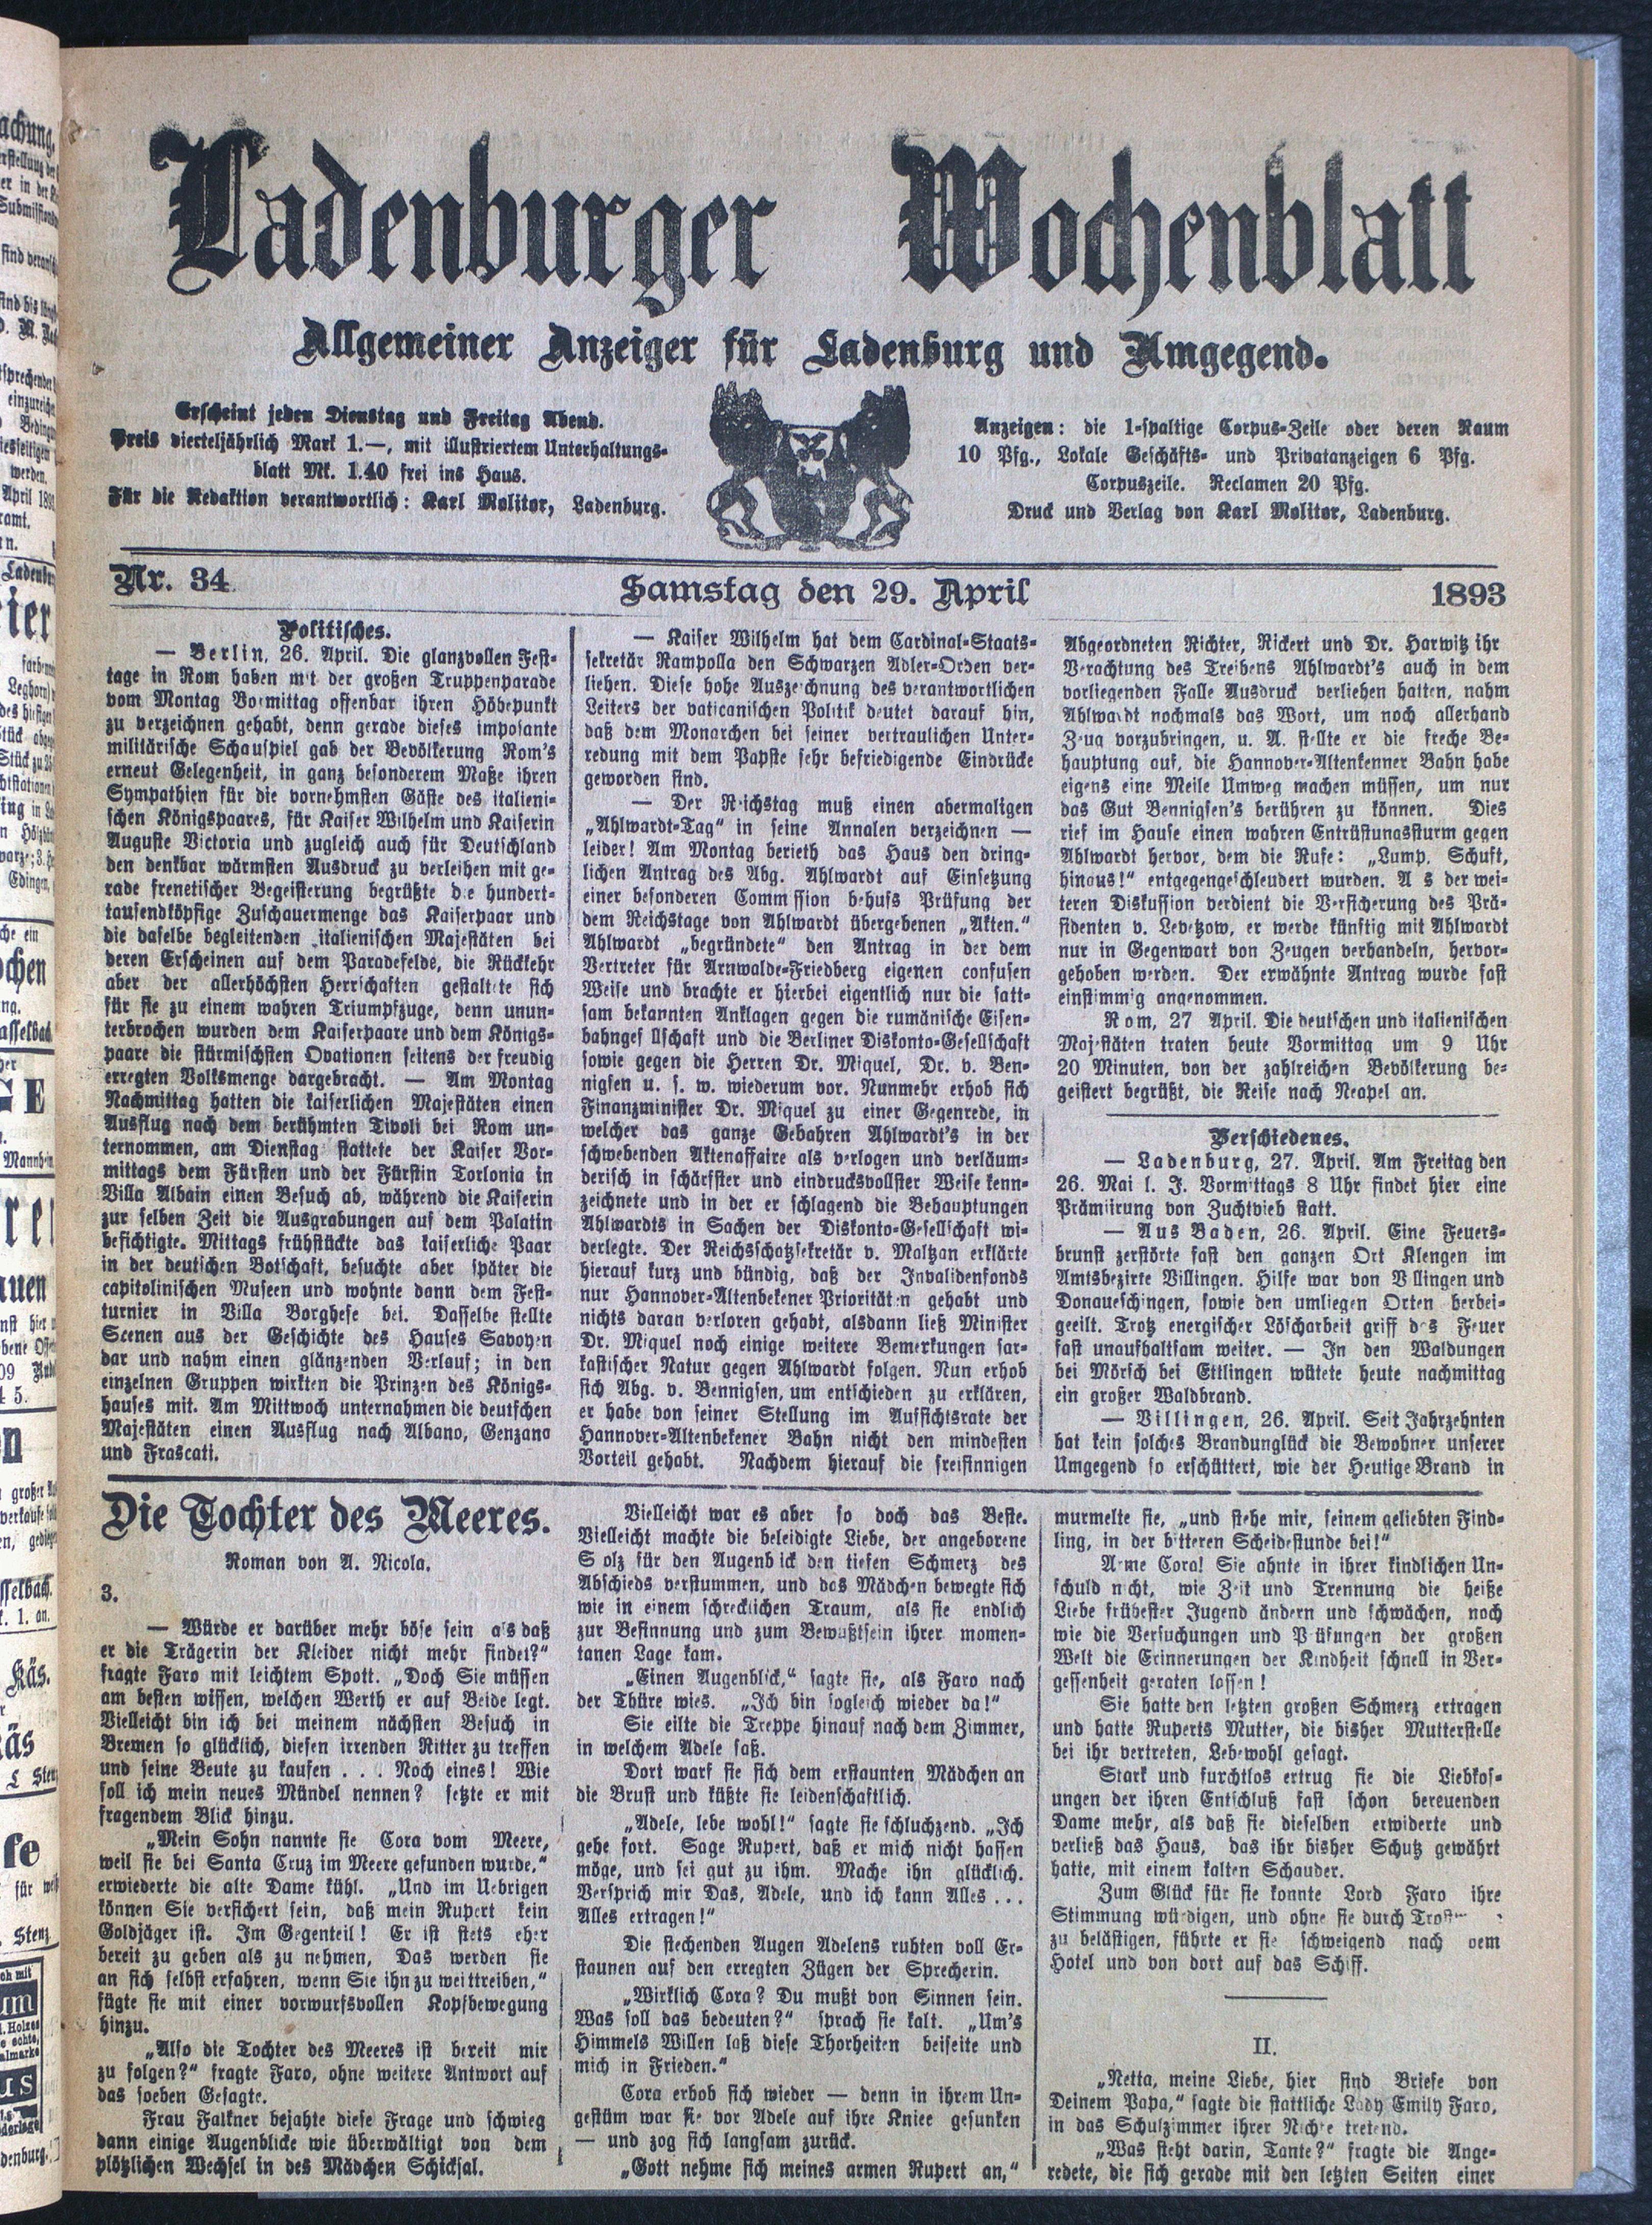 Ladenburger Wochenblatt
Allgemeiner Anzeiger für Ladenburg und Umgegend.
Erscheint jeden Dienstag und Freitag Abend.
Preis vierteljährlich Mark 1.—, mit illustriertem Unterhaltungs-
blatt Mk. 1.40 frei ins Haus.
Für die Redaktion verantwortlich: Karl Molitor, Ladenburg.
Anzeigen: die 1-spaltige Corpus-Zeile oder deren Raum
10 Pfg., Lokale Geschäfts- und Privatanzeigen 6 Pfg.
Corpuszeile. Reclamen 20 Pfg.
Druck und Verlag von Karl Molitor, Ladenburg.
Nr. 34
Samstag den 29. April
1893
Politisches.
— Berlin, 26. April. Die glanzvollen Fest-
tage in Rom haben mit der großen Truppenparade
vom Montag Vormittag offenbar ihren Höhepunkt
zu verzeichnen gehabt, denn gerade dieses imposante
militärische Schauspiel gab der Bevölkerung Rom's
erneut Gelegenheit, in ganz besonderem Maße ihren
Sympathien für die vornehmsten Gäste des italieni-
schen Königspaares, für Kaiser Wilhelm und Kaiserin
Auguste Victoria und zugleich auch für Deutschland
den denkbar wärmsten Ausdruck zu verleihen mit ge-
rade frenetischer Begeisterung begrüßte die hundert-
tausendköpfige Zuschauermenge das Kaiserpaar und
die daselbe begleitenden italienischen Majestäten bei
deren Erscheinen auf dem Paradefelde, die Rückkehr
aber der allerhöchsten Herrschaften gestaltete sich
für sie zu einem wahren Triumpfzuge, denn unun-
terbrochen wurden dem Kaiserpaare und dem Königs-
paare die stürmischsten Ovationen seitens der freudig
erregten Volksmenge dargebracht. — Am Montag
Nachmittag hatten die kaiserlichen Majestäten einen
Ausflug nach dem berühmten Tivoli bei Rom un-
ternommen, am Dienstag stattete der Kaiser Vor-
mittags dem Fürsten und der Fürstin Torlonia in
Villa Albain einen Besuch ab, während die Kaiserin
zur selben Zeit die Ausgrabungen auf dem Palatin
besichtigte. Mittags frühstückte das kaiserliche Paar
in der deutschen Botschaft, besuchte aber später die
capitolinischen Museen und wohnte dann dem Fest-
turnier in Villa Borghese bei. Dasselbe stellte
Scenen aus der Geschichte des Hauses Savoyen
dar und nahm einen glänzenden Verlauf; in den
einzelnen Gruppen wirkten die Prinzen des Königs-
hauses mit. Am Mittwoch unternahmen die deutschen
Majestäten einen Ausflug nach Albano, Genzano
und Frascati.
— Kaiser Wilhelm hat dem Cardinal-Staats-
sekretär Rampolla den Schwarzen Adler-Orden ver-
liehen. Diese hohe Auszeichnung des verantwortlichen
Leiters der vaticanischen Politik deutet darauf hin,
daß dem Monarchen bei seiner vertraulichen Unter-
redung mit dem Papste sehr befriedigende Eindrücke
geworden sind.
— Der Reichstag muß einen abermaligen
„Ahlwardt-Tag“ in seine Annalen verzeichnen —
leider! Am Montag berieth das Haus den dring-
lichen Antrag des Abg. Ahlwardt auf Einsetzung
einer besonderen Commission behufs Prüfung der
dem Reichstage von Ahlwardt übergebenen „Akten.“
Ahlwardt „begründete“ den Antrag in der dem
Vertreter für Arnwalde-Friedberg eigenen confusen
Weise und brachte er hierbei eigentlich nur die satt-
sam bekannten Anklagen gegen die rumänische Eisen-
bahngesellschaft und die Berliner Diskonto-Gesellschaft
sowie gegen die Herren Dr. Miquel, Dr. v. Ben-
nigsen u. s. w. wiederum vor. Nunmehr erhob sich
Finanzminister Dr. Miquel zu einer Gegenrede, in
welcher das ganze Gebahren Ahlwardt's in der
schwebenden Aktenaffaire als verlogen und verläum-
derisch in schärfster und eindrucksvollster Weise kenn-
zeichnete und in der er schlagend die Behauptungen
Ahlwardts in Sachen der Diskonto-Gesellschaft wi-
derlegte. Der Reichsschatzsekretär v. Maltzan erklärte
hierauf kurz und bündig, daß der Invalidenfonds
nur Hannover-Altenbekener Prioritäten gehabt und
nichts daran verloren gehabt, alsdann ließ Minister
Dr. Miquel noch einige weitere Bemerkungen sar-
kastischer Natur gegen Ahlwardt folgen. Nun erhob
sich Abg. v. Bennigsen, um entschieden zu erklären,
er habe von seiner Stellung im Aufsichtsrate der
Hannover-Altenbekener Bahn nicht den mindesten
Vorteil gehabt. Nachdem hierauf die freisinnigen
Abgeordneten Richter, Rickert und Dr. Harwitz ihr
Verachtung des Treibens Ahlwardt's auch in dem
vorliegenden Falle Ausdruck verliehen hatten, nahm
Ahlwardt nochmals das Wort, um noch allerhand
Zeug vorzubringen, u. A. stellte er die freche Be-
hauptung auf, die Hannover-Altenkenner Bahn habe
eigens eine Meile Umweg machen müssen, um nur
das Gut Bennigsen's berühren zu können. Dies
rief im Hause einen wahren Entrüstungssturm gegen
Ahlwardt hervor, dem die Rufe: „Lump, Schuft,
hinaus!“ entgegengeschleudert wurden. A s der wei-
teren Diskussion verdient die Versicherung des Prä-
sidenten v. Levetzow, er werde künftig mit Ahlwardt
nur in Gegenwart von Zeugen verhandeln, hervor-
gehoben werden. Der erwähnte Antrag wurde fast
einstimmig angenommen.
Rom, 27 April. Die deutschen und italienischen
Majestäten traten heute Vormittag um 9 Uhr
20 Minuten, von der zahlreichen Bevölkerung be-
geistert begrüßt, die Reise nach Neapel an.
Verschiedenes.
— Ladenburg, 27. April. Am Freitag den
26. Mai l. J. Vormittags 8 Uhr findet hier eine
Prämiirung von Zuchtvieh statt.
— Aus Baden, 26. April. Eine Feuers-
brunst zerstörte fast den ganzen Ort Klengen im
Amtsbezirke Villingen. Hilfe war von Villingen und
Donaueschingen, sowie den umliegen Orten herbei-
geeilt. Trotz energischer Löscharbeit griff das Feuer
fast unaufhaltsam weiter. — In den Waldungen
bei Mörsch bei Ettlingen wütete heute nachmittag
ein großer Waldbrand.
— Villingen, 26. April. Seit Jahrzehnten
hat kein solches Brandunglück die Bewohner unserer
Umgegend so erschüttert, wie der Heutige Brand in
Die Tochter des Meeres.
Roman von A. Nicola.
3.
— Würde er darüber mehr böse sein als daß
er die Trägerin der Kleider nicht mehr findet?“
fragte Faro mit leichtem Spott. „Doch Sie müssen
am besten wissen, welchen Werth er auf Beide legt.
Vielleicht bin ich bei meinem nächsten Besuch in
Bremen so glücklich, diesen irrenden Ritter zu treffen
und seine Beute zu kaufen . . . Noch eines! Wie
soll ich mein neues Mündel nennen? setzte er mit
fragendem Blick hinzu.
„Mein Sohn nannte sie Cora vom Meere,
weil sie bei Santa Cruz im Meere gefunden wurde.“
erwiederte die alte Dame kühl. „Und im Uebrigen
können Sie versichert sein, daß mein Rupert kein
Goldjäger ist. Im Gegenteil! Er ist stets eher
bereit zu geben als zu nehmen, Das werden sie
an sich selbst erfahren, wenn Sie ihn zu weit treiben,“
fügte sie mit einer vorwurfsvollen Kopfbewegung
hinzu.
„Also die Tochter des Meeres ist bereit mir
zu folgen?“ fragte Faro, ohne weitere Antwort auf
das soeben Gesagte.
Frau Falkner bejahte diese Frage und schwieg
dann einige Augenblicke wie überwältigt von dem
plötzlichen Wechsel in des Mädchen Schicksal.
Vielleicht war es aber so doch das Beste.
Vielleicht machte die beleidigte Liebe, der angeborene
S olz für den Augenblick den tiefen Schmerz des
Abschieds verstummen, und das Mädchen bewegte sich
wie in einem schrecklichen Traum, als sie endlich
zur Besinnung und zum Bewußtsein ihrer momen-
tanen Lage kam.
„Einen Augenblick,“ sagte sie, als Faro nach
der Thüre wies. „Ich bin sogleich wieder da!“
Sie eilte die Treppe hinauf nach dem Zimmer,
in welchem Adele saß.
Dort warf sie sich dem erstaunten Mädchen an
die Brust und küßte sie leidenschaftlich.
„Adele, lebe wohl!“ sagte sie schluchzend. „Ich
gehe fort. Sage Rupert, daß er mich nicht hassen
möge, und sei gut zu ihm. Mache ihn glücklich.
Versprich mir Das, Adele, und ich kann Alles ...
Alles ertragen!“
Die stechenden Augen Adelens ruhten voll Er-
staunen auf den erregten Zügen der Sprecherin.
„Wirklich Cora? Du mußt von Sinnen sein.
Was soll das bedeuten?“ sprach sie kalt. „Um's
Himmels Willen laß diese Thorheiten beiseite und
mich in Frieden.“
Cora erhob sich wieder — denn in ihrem Un-
gestüm war sie vor Adele auf ihre Kniee gesunken
— und zog sich langsam zurück.
„Gott nehme sich meines armen Rupert an,“
murmelte sie, „und stehe mir, seinem geliebten Find-
ling, in der bitteren Scheidestunde bei!“
Arme Cora! Sie ahnte in ihrer kindlichen Un-
schuld nicht, wie Zeit und Trennung die heiße
Liebe frühester Jugend ändern und schwächen, noch
wie die Versuchungen und Prüfungen der großen
Welt die Erinnerungen der Kindheit schnell in Ver-
gessenheit geraten lassen!
Sie hatte den letzten großen Schmerz ertragen
und hatte Ruperts Mutter, die bisher Mutterstelle
bei ihr vertreten, Lebewohl gesagt.
Stark und furchtlos ertrug sie die Liebkos-
ungen der ihren Entschluß fast schon bereuenden
Dame mehr, als daß sie dieselben erwiderte und
verließ das Haus, das ihr bisher Schutz gewährt
hatte, mit einem kalten Schauder.
Zum Glück für sie konnte Lord Faro ihre
Stimmung würdigen, und ohne sie durch
zu belästigen, führte er sie schweigend nach dem
Hotel und von dort auf das Schiff.
II.
„Netta, meine Liebe, hier sind Briefe von
Deinem Papa,“ sagte die stattliche Lady Emily Faro,
in das Schulzimmer ihrer Nichte tretend.
„Was steht darin, Tante?“ fragte die Ange-
redete, die sich gerade mit den letzten Seiten einer